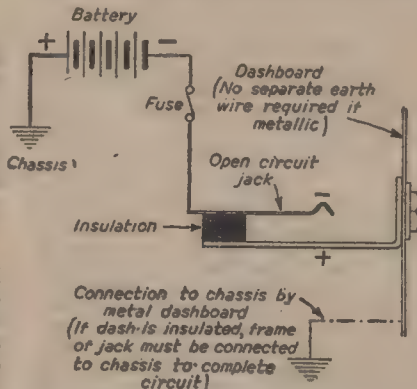 Battery
+
−
Dashboard
(No separate earth
wire required if
metallic)
Fuse
Chassis
Open circuit
jack
−
Insulation
+
Connection to chassis by
metal dashboard
(If dash is insulated, frame
of jack must be connected
to chassis to complete
circuit)